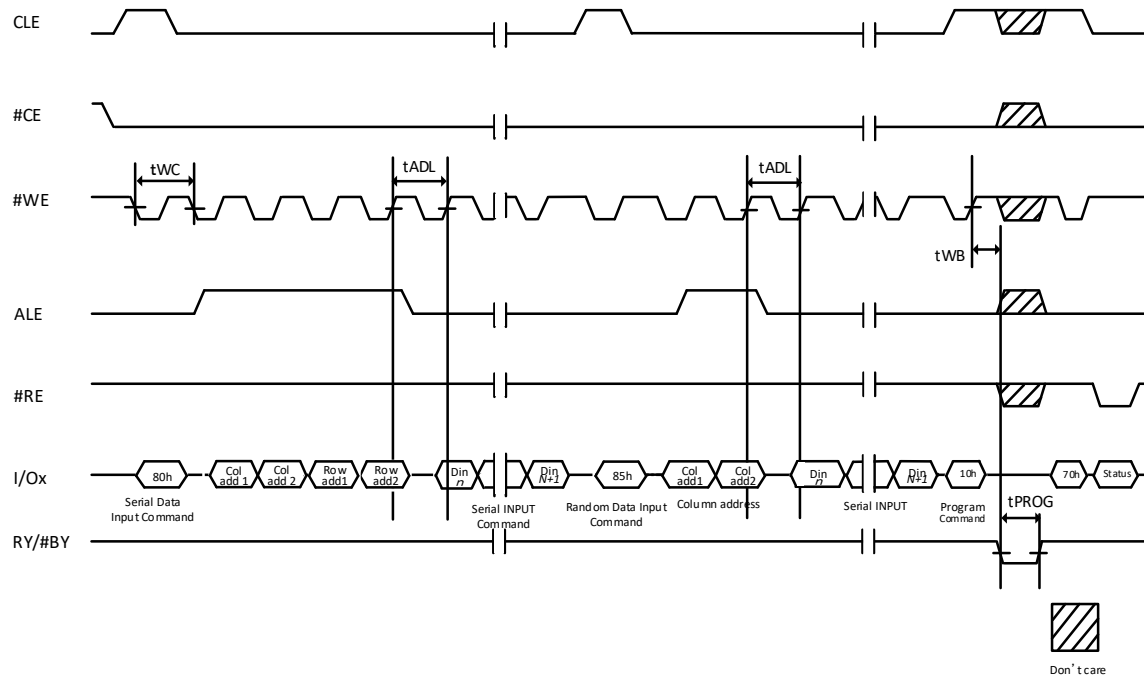 CLE
#CE
tWC
tADL
tADL
#WE
tWB
ALE
#RE
I/Ox
80h
Col
add 1
Col
add 2
Row
add1
Row
add2
Din
n
Din
N+1
85h
Col
add1
Col
add2
Din
n
Din
N+1
10h
70h
Status
Serial Data
Input Command
Serial INPUT
Command
Random Data Input
Command
Column address
Serial INPUT
Program
Command
tPROG
RY/#BY
Don't care